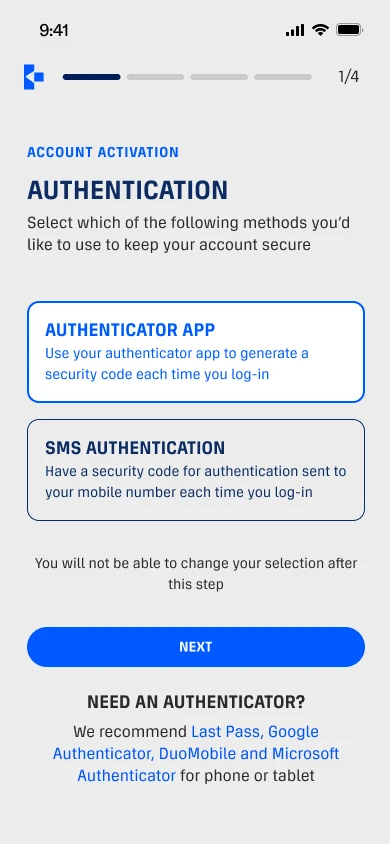 9:41
1/4
ACCOUNT ACTIVATION
AUTHENTICATION
Select which of the following methods you’d
like to use to keep your account secure
AUTHENTICATOR APP
Use your authenticator app to generate a
security code each time you log-in
SMS AUTHENTICATION
Have a security code for authentication sent to
your mobile number each time you log-in
You will not be able to change your selection after
this step
NEXT
NEED AN AUTHENTICATOR?
We recommend Last Pass, Google
Authenticator, DuoMobile and Microsoft
Authenticator for phone or tablet